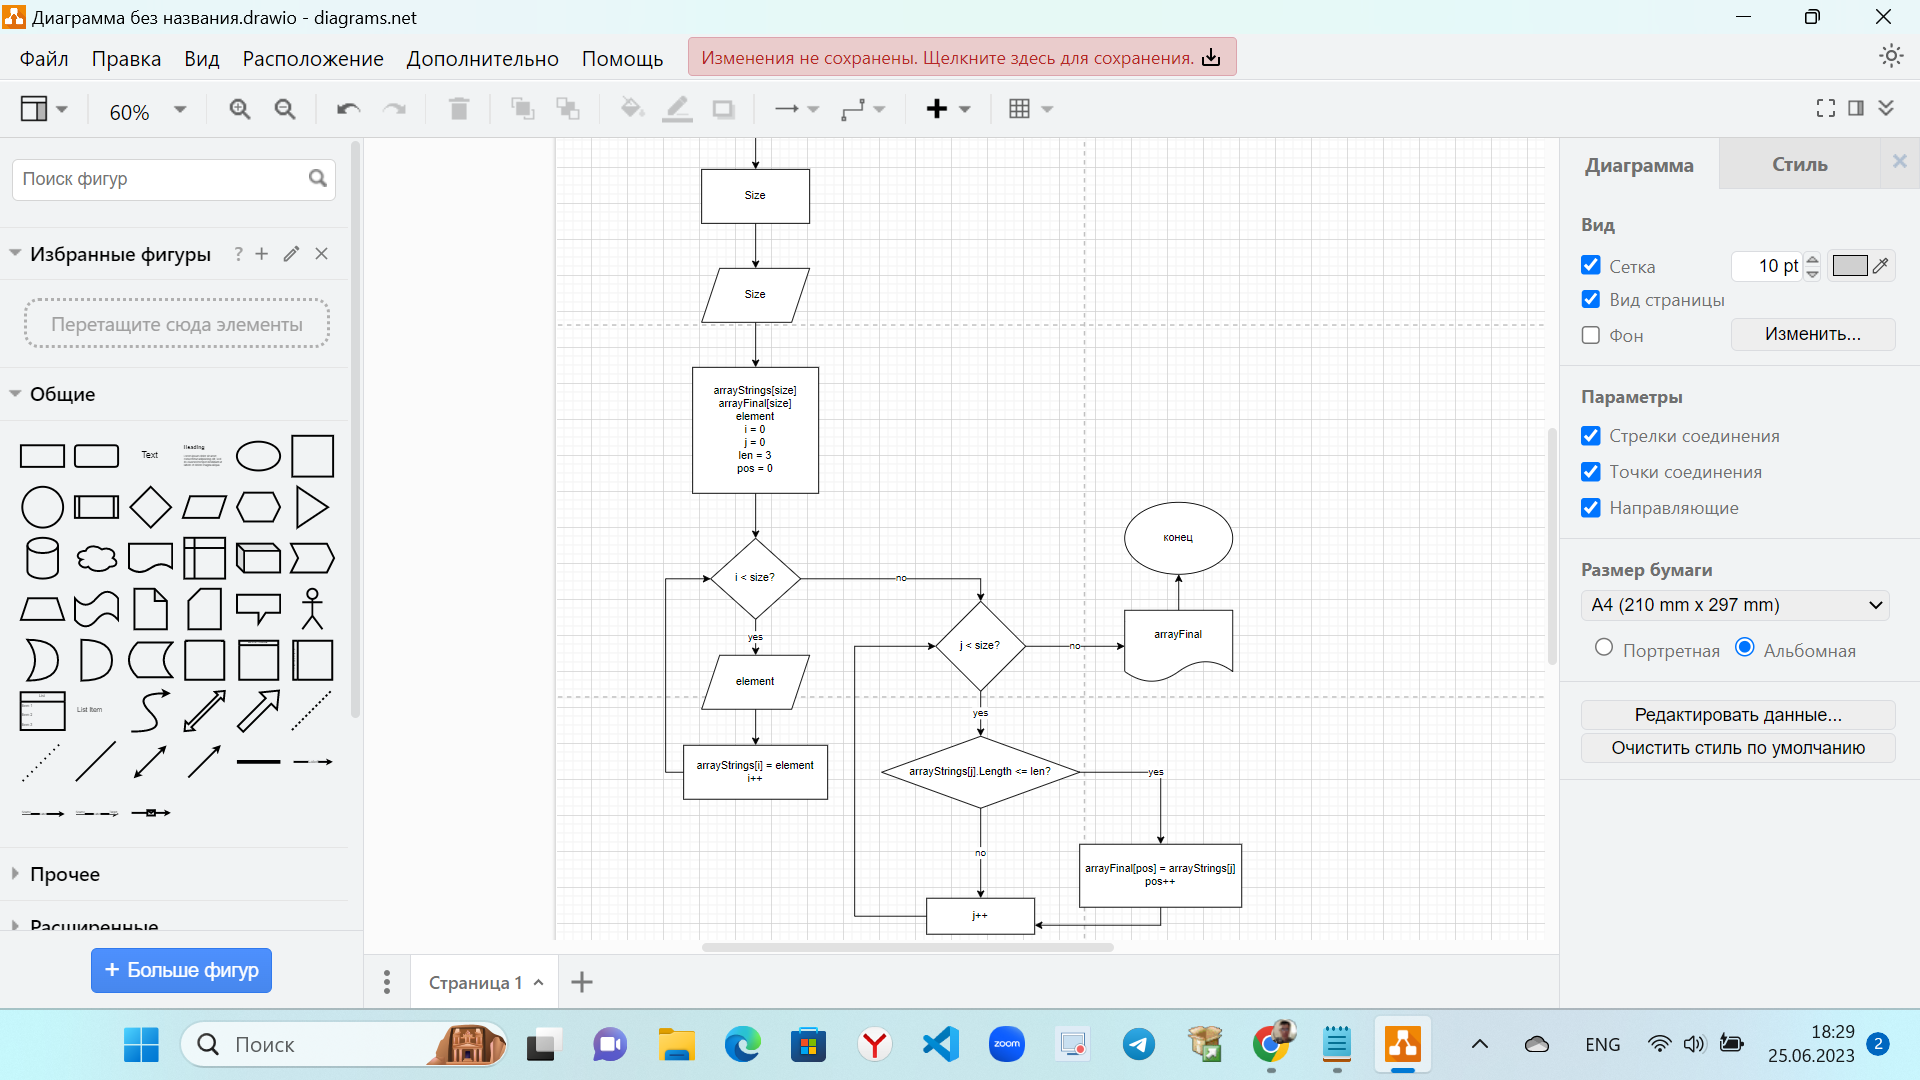 Диаграмма без названия.drawio - diagrams.net
Файл Правка Вид Расположение Дополнительно Помощь
Изменения не сохранены. Щелкните здесь для сохранения.
60%
Поиск фигур
Избранные фигуры
?
Перетащите сюда элементы
Общие
Text
Heading
List Item
Прочее
Расширенные
+ Больше фигур
Size
Size
arrayStrings[size]
arrayFinal[size]
element
i = 0
j = 0
len = 3
pos = 0
i < size?
no
yes
element
arrayStrings[i] = element
i++
j < size?
no
yes
arrayFinal
конец
arrayStrings[j].Length <= len?
yes
no
arrayFinal[pos] = arrayStrings[j]
pos++
j++
Страница 1
Диаграмма
Стиль
Вид
Сетка
10 pt
Вид страницы
Фон
Изменить...
Параметры
Стрелки соединения
Точки соединения
Направляющие
Размер бумаги
A4 (210 mm x 297 mm)
Портретная
Альбомная
Редактировать данные...
Очистить стиль по умолчанию
Поиск
zoom
ENG
18:29
25.06.2023
2